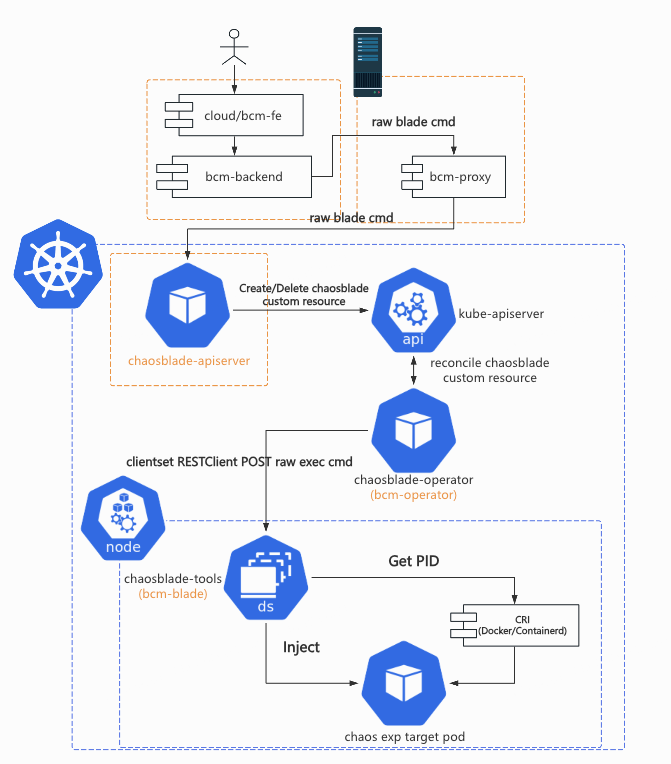 cloud/bcm-fe
raw blade cmd
bcm-backend
bcm-proxy
raw blade cmd
Create/Delete chaosblade
custom resource
api
kube-apiserver
chaosblade-apiserver
reconcile chaosblade
custom resource
clientset RESTClient POST raw exec cmd
chaosblade-operator
(bcm-operator)
node
chaosblade-tools
(bcm-blade)
ds
Get PID
CRI
(Docker/Containerd)
Inject
chaos exp target pod